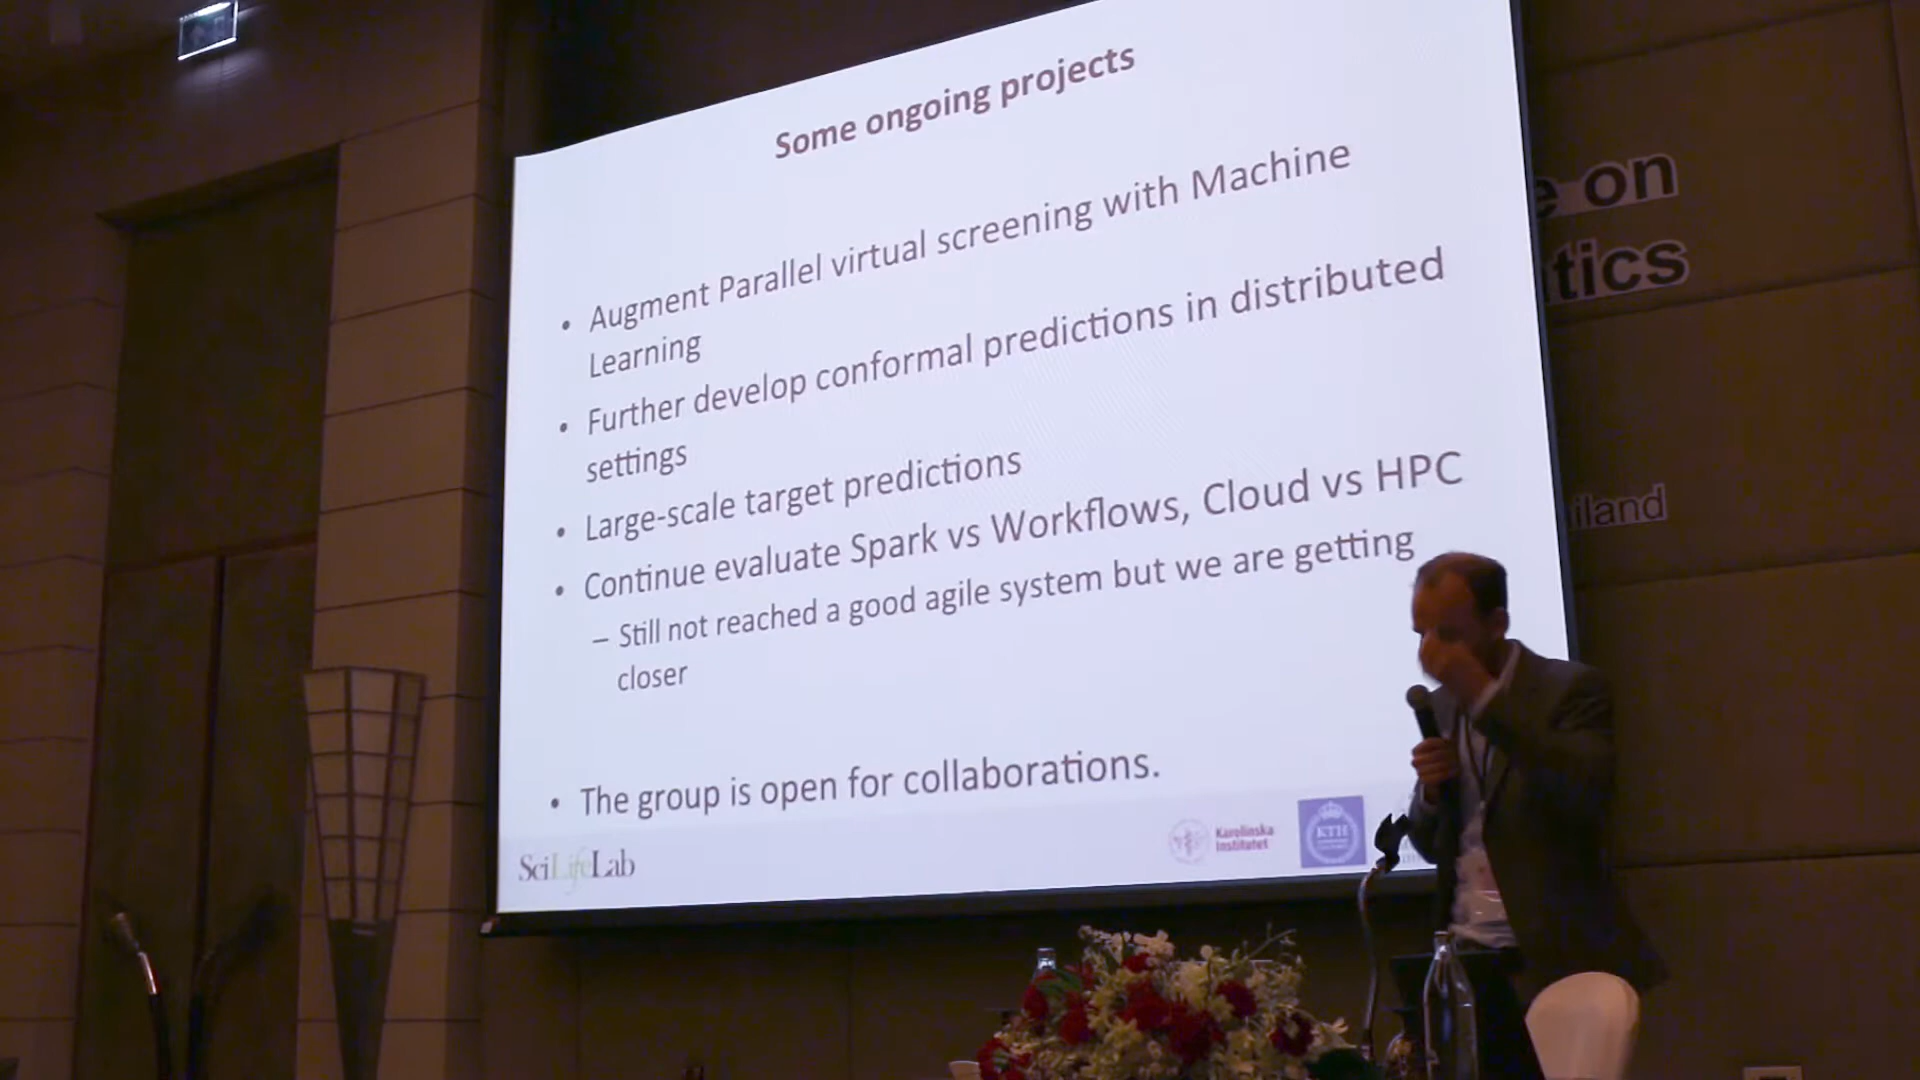 Some ongoing projects
• Augment Parallel virtual screening with Machine
Learning
• Further develop conformal predictions in distributed
settings
• Large-scale target predictions
• Continue evaluate Spark vs Workflows, Cloud vs HPC
– Still not reached a good agile system but we are getting
closer
• The group is open for collaborations.
SciLifeLab
Karolinska
Institutet
KTH
e on
tics
iland